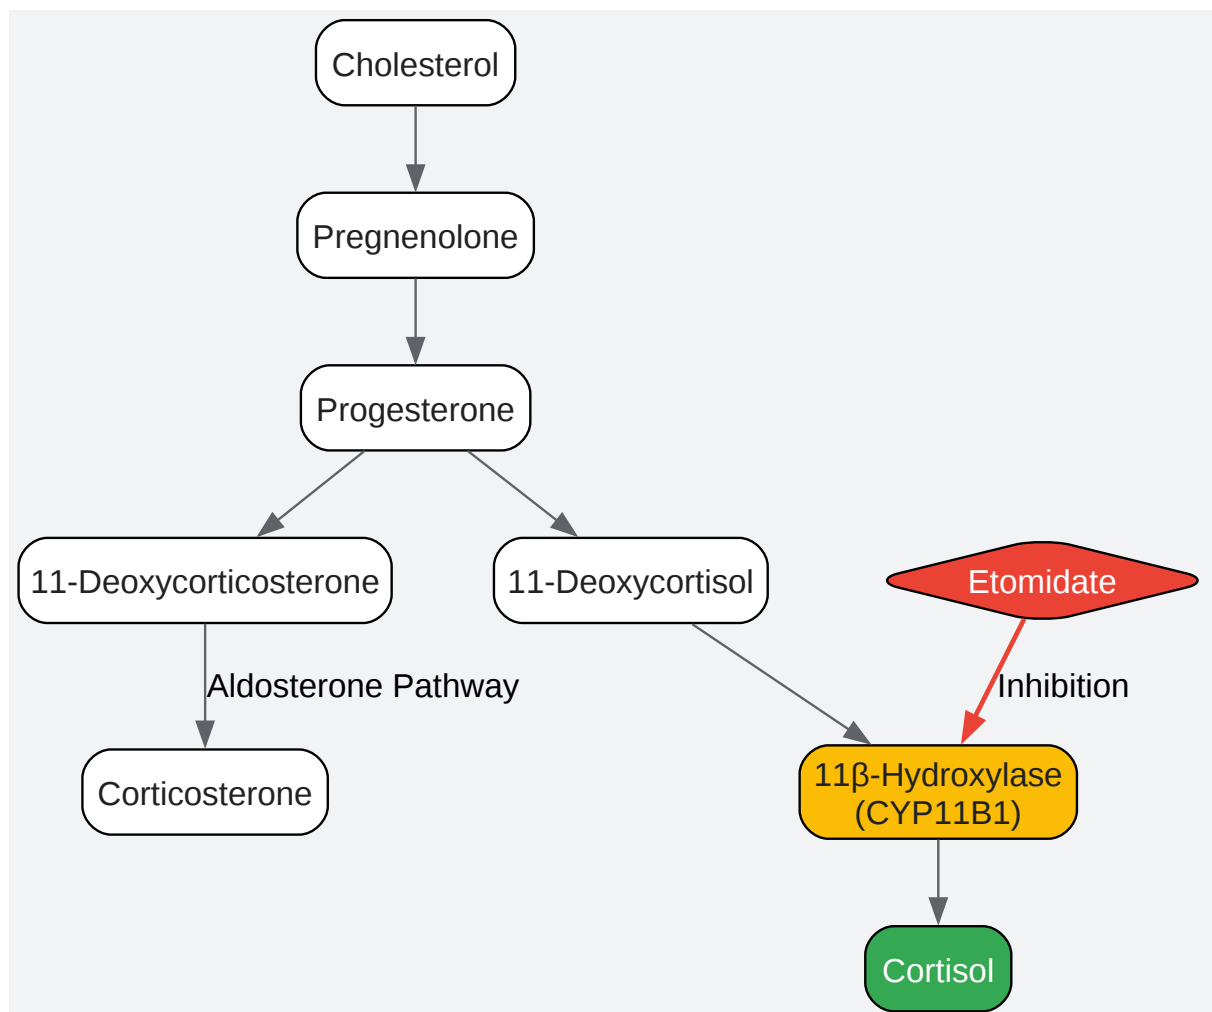 Cholesterol
Pregnenolone
Progesterone
11-Deoxycorticosterone
11-Deoxycortisol
Etomidate
Aldosterone Pathway
Inhibition
Corticosterone
11β-Hydroxylase
(CYP11B1)
Cortisol